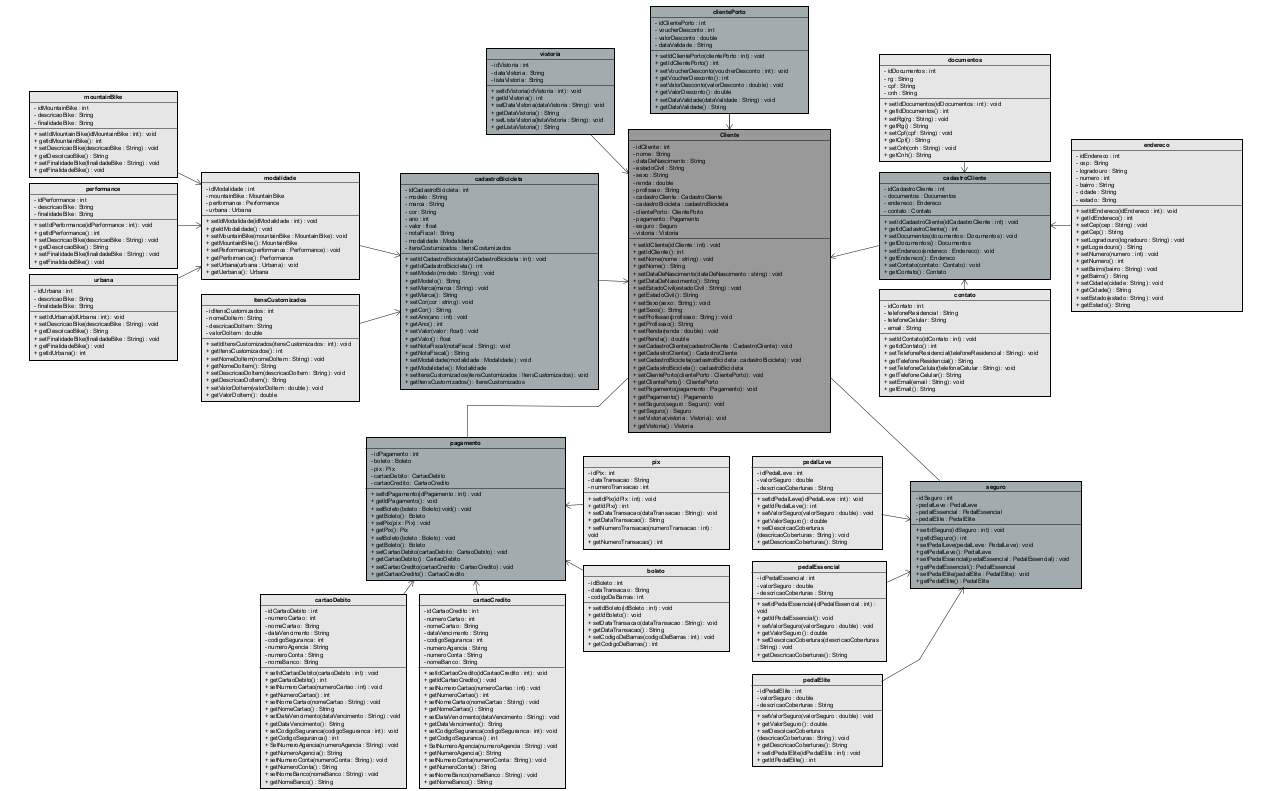 clientePorto
- idClientePorto : int
- voucherDesconto : int
- valorDesconto : double
- dataValidade : String
+ setIdClientePorto(clientePorto : int) : void
+ getIdClientePorto() : int
+ setVoucherDesconto(voucherDesconto : int) : void
+ getVoucherDesconto() : int
+ setValorDesconto(valorDesconto : double) : void
+ getValorDesconto() : double
+ setDataValidade(dataValidade : String) : void
+ getDataValidade() : String
vistoria
- idVistoria : int
- dataVistoria : String
- listaVistoria : String
+ setIdVistoria(idVistoria : int) : void
+ getIdVistoria() : int
+ setDataVistoria(dataVistoria : String) : void
+ getDataVistoria() : String
+ setListaVistoria(listaVistoria : String) : void
+ getListaVistoria() : String
documentos
- idDocumentos : int
- rg : String
- cpf : String
- cnh : String
+ setIdDocumentos(idDocumentos : int) : void
+ getIdDocumentos() : int
+ setRg(rg : String) : void
+ getRg() : String
+ setCpf(cpf : String) : void
+ getCpf() : String
+ setCnh(cnh : String) : void
+ getCnh() : String
mountainBike
- idMountainBike : int
- descricaoBike : String
- finalidadeBike : String
+ setIdMountainBike(idMountainBike : int) : void
+ getIdMountainBike() : int
+ setDescricaoBike(descricaoBike : String) : void
+ getDescricaoBike() : String
+ setFinalidadeBike(finalidadeBike : String) : void
+ getFinalidadeBike() : void
performance
- idPerformance : int
- descricaoBike : String
- finalidadeBike : String
+ setIdPerformance(idPerformance : int) : void
+ getIdPerformance() : int
+ setDescricaoBike(descricaoBike : String) : void
+ getDescricaoBike() : String
+ setFinalidadeBike(finalidadeBike : String) : void
+ getFinalidadeBike() : void
urbana
- idUrbana : int
- descricaoBike : String
- finalidadeBike : String
+ setIdUrbana(idUrbana : int) : void
+ setDescricaoBike(descricaoBike : String) : void
+ getDescricaoBike() : String
+ setFinalidadeBike(finalidadeBike : String) : void
+ getFinalidadeBike() : void
+ getIdUrbana() : int
modalidade
- idModalidade : int
- mountainBike : MountainBike
- performance : Performance
- urbana : Urbana
+ setIdModalidade(idModalidade : int) : void
+ getIdModalidade() : int
+ setMountainBike(mountainBike : MountainBike) : void
+ getMountainBike() : MountainBike
+ setPerformance(performance : Performance) : void
+ getPerformance() : Performance
+ setUrbana(urbana : Urbana) : void
+ getUrbana() : Urbana
itensCustomizados
- idItensCustomizados : int
- nomeDoItem : String
- descricaoDoItem : String
- valorDoItem : double
+ setIdItensCustomizados(itensCustomizados : int) : void
+ getItensCustomizados() : int
+ setNomeDoItem(nomeDoItem : String) : void
+ getNomeDoItem() : String
+ setDescricaoDoItem(descricaoDoItem : String) : void
+ getDescricaoDoItem() : String
+ setValorDoItem(valorDoItem : double) : void
+ getValorDoItem() : double
cadastroBicicleta
- idCadastroBicicleta : int
- modelo : String
- marca : String
- cor : String
- ano : int
- valor : float
- notaFiscal : String
- modalidade : Modalidade
- itensCostumizados : ItensCustumizados
+ setIdCadastroBicicleta(idCadastroBicicleta : int) : void
+ getIdCadastroBicicleta() : int
+ setModelo(modelo : String) : void
+ getModelo() : String
+ setMarca(marca : String) : void
+ getMarca() : String
+ setCor(cor : string) : void
+ getCor() : String
+ setAno(ano : int) : void
+ getAno() : int
+ setValor(valor : float) : void
+ getValor() : float
+ setNotaFiscal(notaFiscal : String) : void
+ getNotaFiscal() : String
+ setModalidade(modalidade : Modalidade) : void
+ getModalidade() : Modalidade
+ setItensCustomizados(itensCustomizados : ItensCustomizados) : void
+ getItensCustomizados() : ItensCustomizados
Cliente
- idCliente : int
- nome : String
- dataDeNascimento : String
- estadoCivil : String
- sexo : String
- renda : double
- profissao : String
- cadastroCliente : CadastroCliente
- cadastroBicicleta : cadastroBicicleta
- clientePorto : ClientePorto
- pagamento : Pagamento
- seguro : Seguro
- vistoria : Vistoria
+ setIdCliente(idCliente : int) : void
+ getIdCliente() : int
+ setNome(nome : string) : void
+ getNome() : String
+ setDataDeNascimento(dataDeNascimento : string) : void
+ getDataDeNascimento() : String
+ setEstadoCivil(estadoCivil : String) : void
+ getEstadoCivil() : String
+ setSexo(sexo : String) : void
+ getSexo() : String
+ setProfissao(profissao : String) : void
+ getProfissao() : String
+ setRenda(renda : double) : void
+ getRenda() : double
+ setCadastroCliente(cadastroCliente : CadastroCliente) : void
+ getCadastroCliente() : CadastroCliente
+ setCadastroBicicleta(cadastroBicicleta : cadastroBicicleta) : void
+ getCadastroBicicleta() : cadastroBicicleta
+ setClientePorto(clientePorto : ClientePorto) : void
+ getClientePorto() : ClientePorto
+ setPagamento(pagamento : Pagamento) : void
+ getPagamento() : Pagamento
+ setSeguro(seguro : Seguro) : void
+ getSeguro() : Seguro
+ setVistoria(vistoria : Vistoria) : void
+ getVistoria() : Vistoria
cadastroCliente
- idCadastroCliente : int
- documentos : Documentos
- endereco : Endereco
- contato : Contato
+ setIdCadastroCliente(idCadastroCliente : int) : void
+ getIdCadastroCliente() : int
+ setDocumentos(documentos : Documentos) : void
+ getDocumentos() : Documentos
+ setEndereco(endereco : Endereco) : void
+ getEndereco() : Endereco
+ setContato(contato : Contato) : void
+ getContato() : Contato
endereco
- idEndereco : int
- cep : String
- logradouro : String
- numero : int
- bairro : String
- cidade : String
- estado : String
+ setIdEndereco(idEndereco : int) : void
+ getIdEndereco() : int
+ setCep(cep : String) : void
+ getCep() : String
+ setLogradouro(logradouro : String) : void
+ getLogradouro() : String
+ setNumero(numero : int) : void
+ getNumero() : int
+ setBairro(bairro : String) : void
+ getBairro() : String
+ setCidade(cidade : String) : void
+ getCidade() : String
+ setEstado(estado : String) : void
+ getEstado() : String
contato
- idContato : int
- telefoneResidencial : String
- telefoneCelular : String
- email : String
+ setIdContato(idContato : int) : void
+ getIdContato() : int
+ setTelefoneResidencial(telefoneResidencial : String) : void
+ getTelefoneResidencial() : String
+ setTelefoneCelular(telefoneCelular : String) : void
+ getTelefoneCelular() : String
+ setEmail(email : String) : void
+ getEmail() : String
pagamento
- idPagamento : int
- boleto : Boleto
- pix : Pix
- cartaoDebito : CartaoDebito
- cartaoCredito : CartaoCredito
+ setIdPagamento(idPagamento : int) : void
+ getIdPagamento() : void
+ setBoleto(boleto : Boleto) : void() : void
+ getBoleto() : Boleto
+ setPix(pix : Pix) : void
+ getPix() : Pix
+ setBoleto(boleto : Boleto) : void
+ getBoleto() : Boleto
+ setCartaoDebito(cartaoDebito : CartaoDebito) : void
+ getCartaoDebito() : CartaoDebito
+ setCartaoCredito(cartaoCredito : CartaoCredito) : void
+ getCartaoCredito() : CartaoCredito
pix
- idPix : int
- dataTransacao : String
- numeroTransacao : int
+ setIdPix(idPix : int) : void
+ getIdPix() : int
+ setDataTransacao(dataTransacao : String) : void
+ getDataTransacao() : String
+ setNumeroTransacao(numeroTransacao : int) :
void
+ getNumeroTransacao() : int
boleto
- idBoleto : int
- dataTransacao : String
- codigoDeBarras : int
+ setIdBoleto(idBoleto : int) : void
+ getIdBoleto() : void
+ setDataTransacao(dataTransacao : String) : void
+ getDataTransacao() : String
+ setCodigoDeBarras(codigoDeBarras : int) : void
+ getCodigoDeBarras() : int
pedalLeve
- idPedalLeve : int
- valorSeguro : double
- descricaoCoberturas : String
+ setIdPedalLeve(idPedalLeve : int) : void
+ getIdPedalLeve() : int
+ setValorSeguro(valorSeguro : double) : void
+ getValorSeguro() : double
+ setDescricaoCoberturas
(descricaoCoberturas : String) : void
+ getDescricaoCoberturas() : String
pedalEssencial
- idPedalEssencial : int
- valorSeguro : double
- descricaoCoberturas : String
+ setIdPedalEssencial(idPedalEssencial : int) :
void
+ getIdPedalEssencial() : void
+ setValorSeguro(valorSeguro : double) : void
+ getValorSeguro() : double
+ setDescricaoCoberturas(descricaoCoberturas
: String) : void
+ getDescricaoCoberturas() : String
pedalElite
- idPedalElite : int
- valorSeguro : double
- descricaoCoberturas : String
+ setValorSeguro(valorSeguro : double) : void
+ getValorSeguro() : double
+ setDescricaoCoberturas
(descricaoCoberturas : String) : void
+ getDescricaoCoberturas() : String
+ setIdPedalElite(idPedalElite : int) : void
+ getIdPedalElite() : int
seguro
- idSeguro : int
- pedalLeve : PedalLeve
- pedalEssencial : PedalEssencial
- pedalElite : PedalElite
+ setIdSeguro(idSeguro : int) : void
+ getIdSeguro() : int
+ setPedalLeve(pedalLeve : PedalLeve) : void
+ getPedalLeve() : PedalLeve
+ setPedalEssencial(pedalEssencial : PedalEssencial) : void
+ getPedalEssencial() : PedalEssencial
+ setPedalElite(pedalElite : PedalElite) : void
+ getPedalElite() : PedalElite
cartaoDebito
- idCartaoDebito : int
- numeroCartao : int
- nomeCartao : String
- dataVencimento : String
- codigoSeguranca : int
- numeroAgencia : String
- numeroConta : String
- nomeBanco : String
+ setIdCartaoDebito(cartaoDebito : int) : void
+ getCartaoDebito() : int
+ setNumeroCartao(numeroCartao : int) : void
+ getNumeroCartao() : int
+ setNomeCartao(nomeCartao : String) : void
+ getNomeCartao() : String
+ setDataVencimento(dataVencimento : String) : void
+ getDataVencimento() : String
+ setCodigoSeguranca(codigoSeguranca : int) : void
+ getCodigoSeguranca() : int
+ SetNumeroAgencia(numeroAgencia : String) : void
+ getNumeroAgencia() : String
+ setNumeroConta(numeroConta : String) : void
+ getNumeroConta() : String
+ setNomeBanco(nomeBanco : String) : void
+ getNomeBanco() : String
cartaoCredito
- idCartaoCredito : int
- numeroCartao : int
- nomeCartao : String
- dataVencimento : String
- codigoSeguranca : int
- numeroAgencia : String
- numeroConta : String
- nomeBanco : String
+ setIdCartaoCredito(idCartaoCredito : int) : void
+ getIdCartaoCredito() : void
+ setNumeroCartao(numeroCartao : int) : void
+ getNumeroCartao() : int
+ setNomeCartao(nomeCartao : String) : void
+ getNomeCartao() : String
+ setDataVencimento(dataVencimento : String) : void
+ getDataVencimento() : String
+ setCodigoSeguranca(codigoSeguranca : int) : void
+ getCodigoSeguranca() : int
+ SetNumeroAgencia(numeroAgencia : String) : void
+ getNumeroAgencia() : String
+ setNumeroConta(numeroConta : String) : void
+ getNumeroConta() : String
+ setNomeBanco(nomeBanco : String) : void
+ getNomeBanco() : String